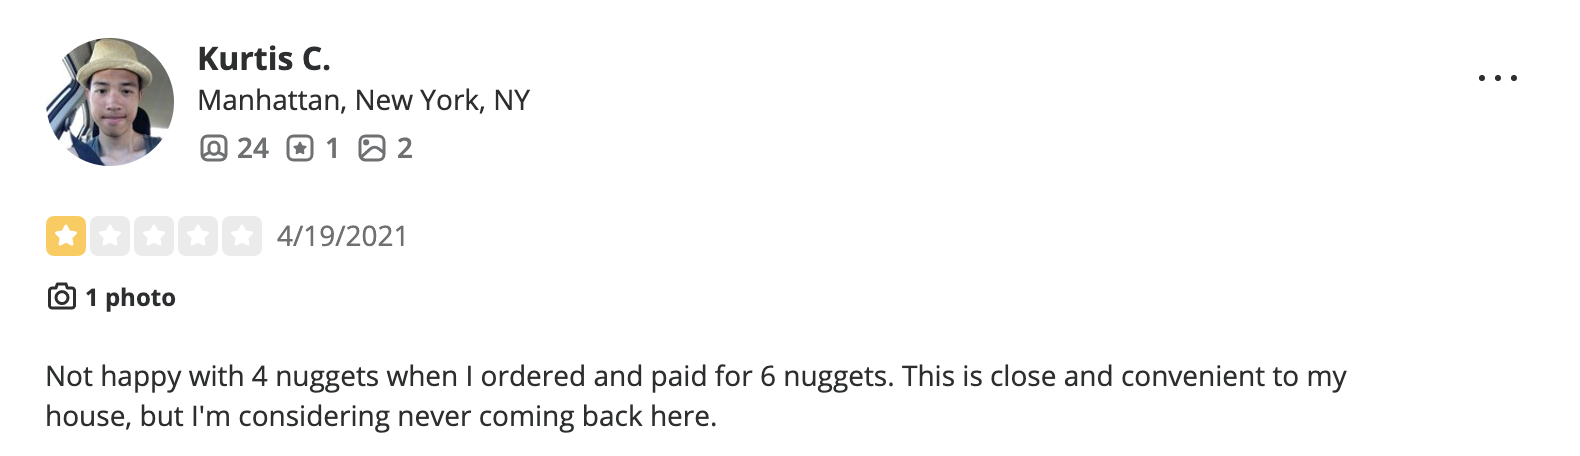 Kurtis C.
Manhattan, New York, NY
24 1 2
4/19/2021
1 photo
Not happy with 4 nuggets when I ordered and paid for 6 nuggets. This is close and convenient to my
house, but I'm considering never coming back here.